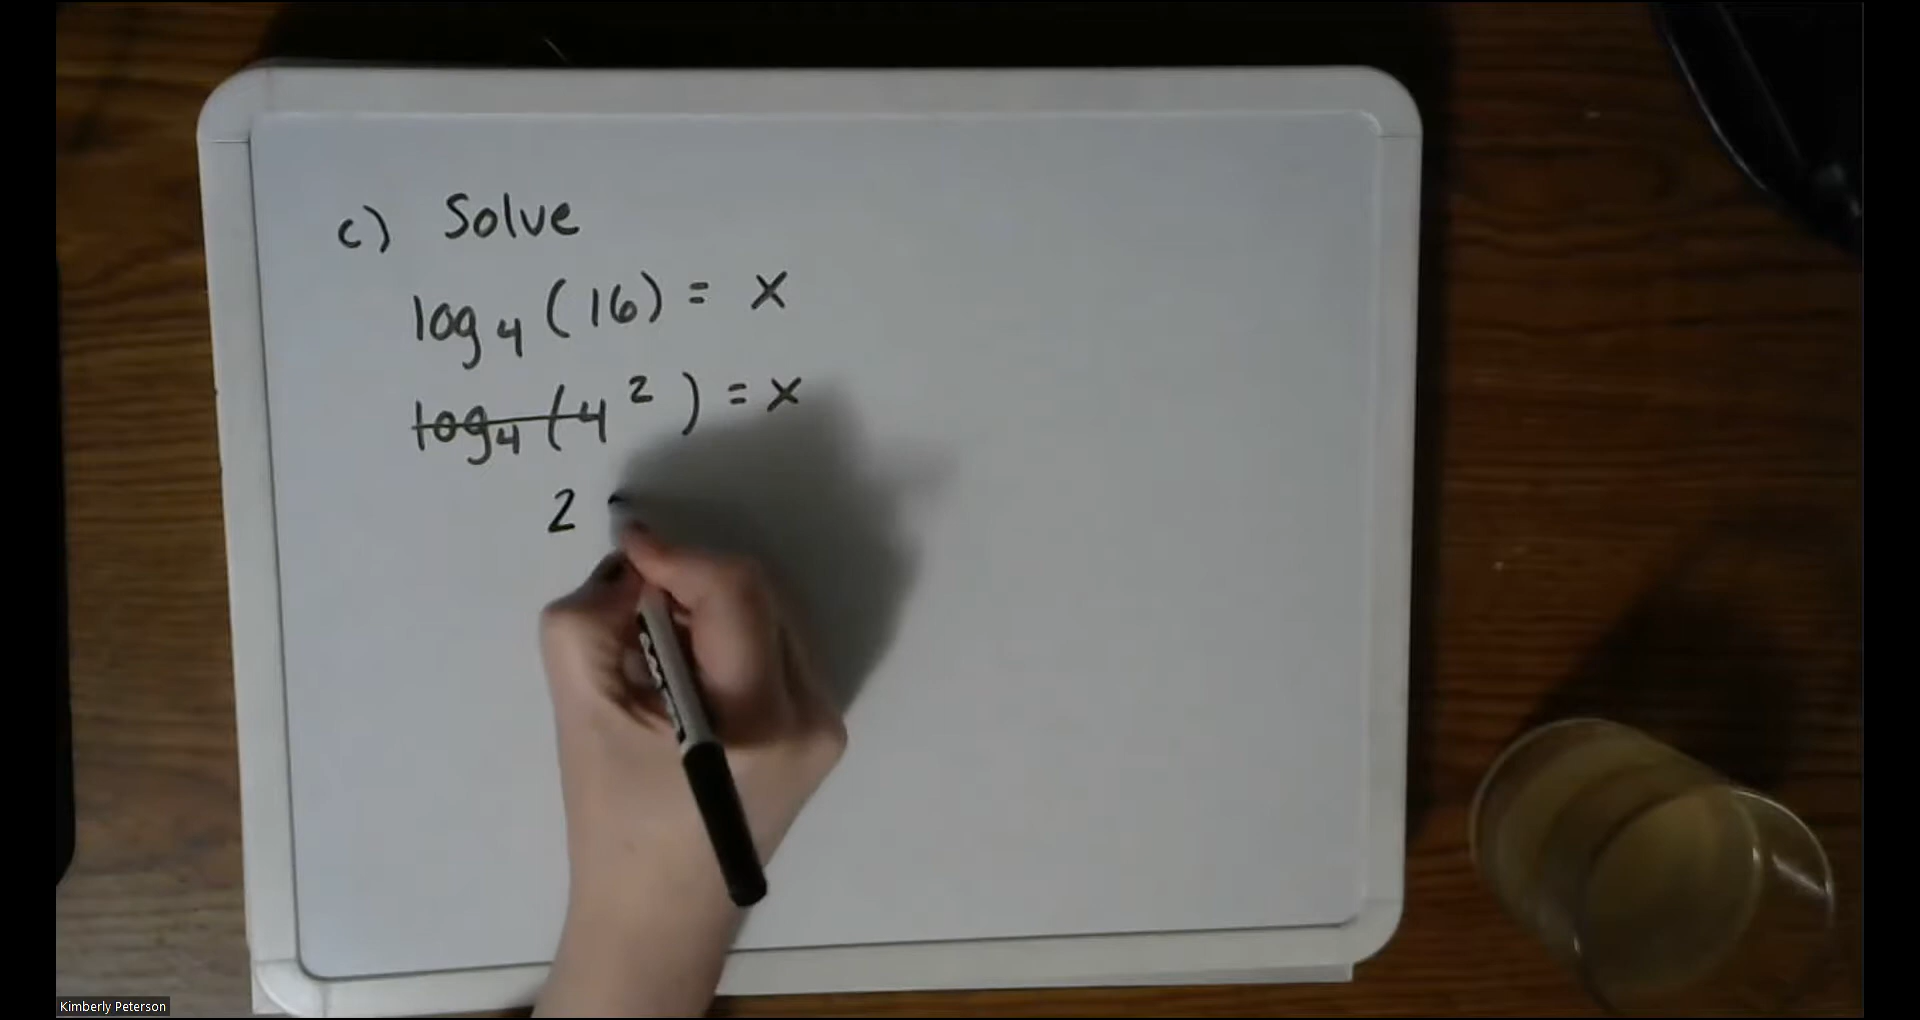 c) Solve
log₄(16) = x
log₄(4²) = x
2
Kimberly Peterson